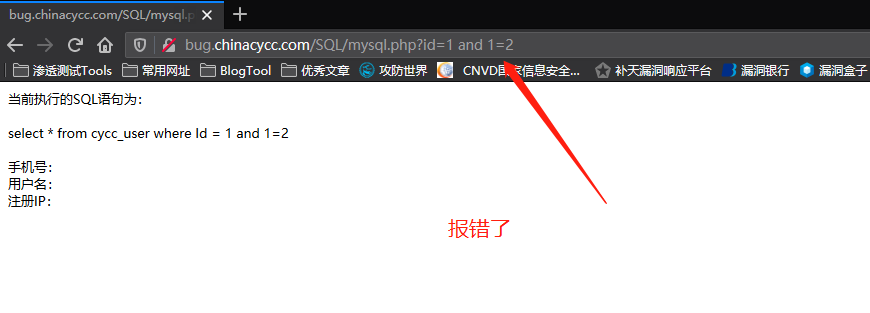 bug.chinacycc.com/SQL/mysql.p
bug.chinacycc.com/SQL/mysql.php?id=1 and 1=2
渗透测试Tools 常用网址 BlogTool 优秀文章 攻防世界 CNVD国家信息安全... 补天漏洞响应平台 漏洞银行 漏洞盒子
当前执行的SQL语句为：
select * from cycc_user where Id = 1 and 1=2
手机号：
用户名：
注册IP：
报错了